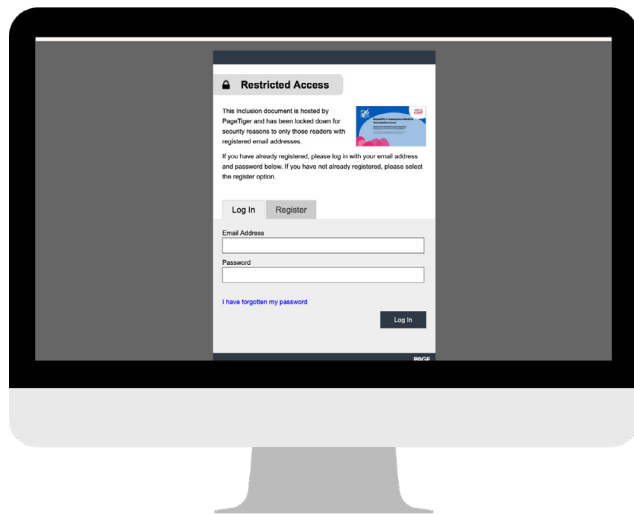 Restricted Access
This Inclusion document is hosted by
PageTiger and has been locked down for
security reasons to only those readers with
registered email addresses.
If you have already registered, please log in with your email address
and password below. If you have not already registered, please select
the register option.
Log In
Register
Email Address
Password
I have forgotten my password
Log In
PAGE